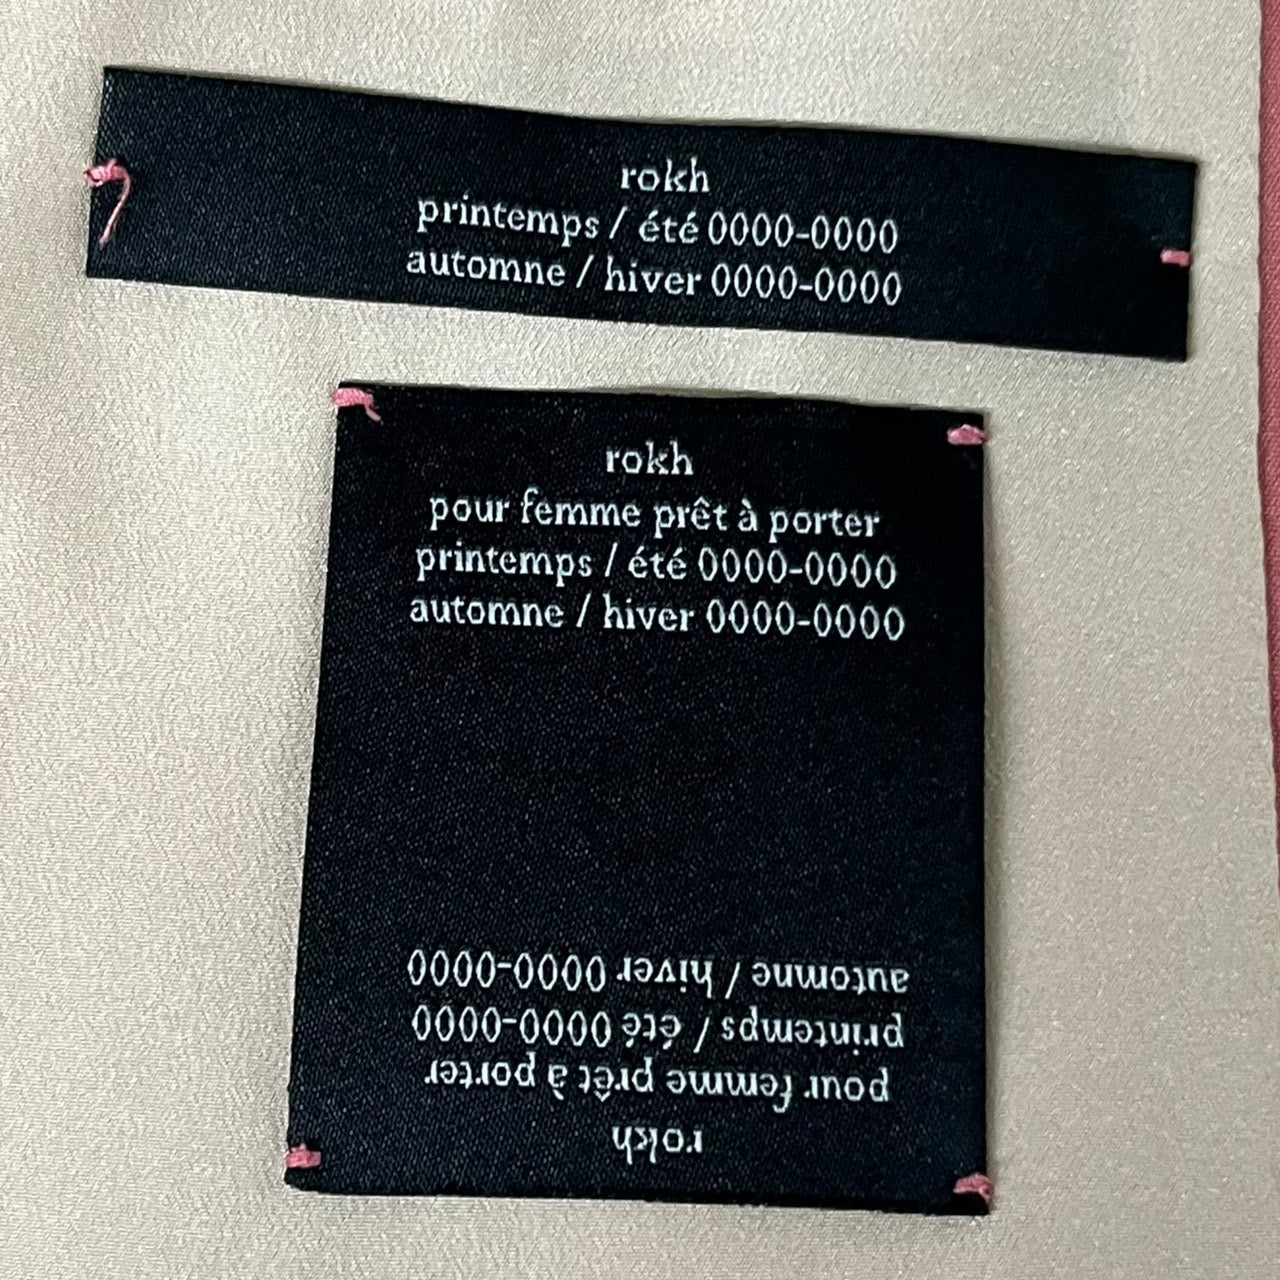 rokh
printemps / été 0000-0000
automne / hiver 0000-0000
rokh
pour femme prêt à porter
printemps / été 0000-0000
automne / hiver 0000-0000
rokh
pour femme prêt à porter
printemps / été 0000-0000
automne / hiver 0000-0000